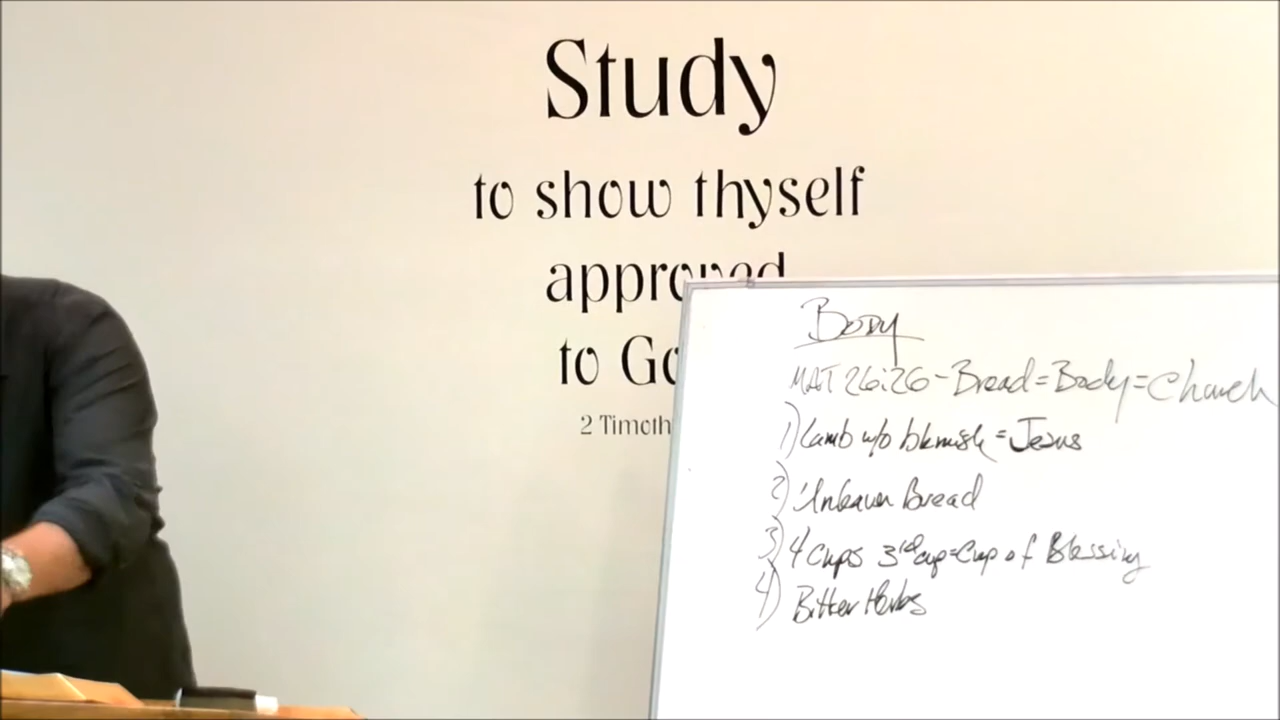 Study
to show thyself
approved
to Go
2 Timoth
Body
MAT 26:26 - Bread = Body = Church
1) Lamb w/o blemish = Jesus
2) Unleaven Bread
3) 4 Cups 3rd cup = Cup of Blessing
4) Bitter Herbs